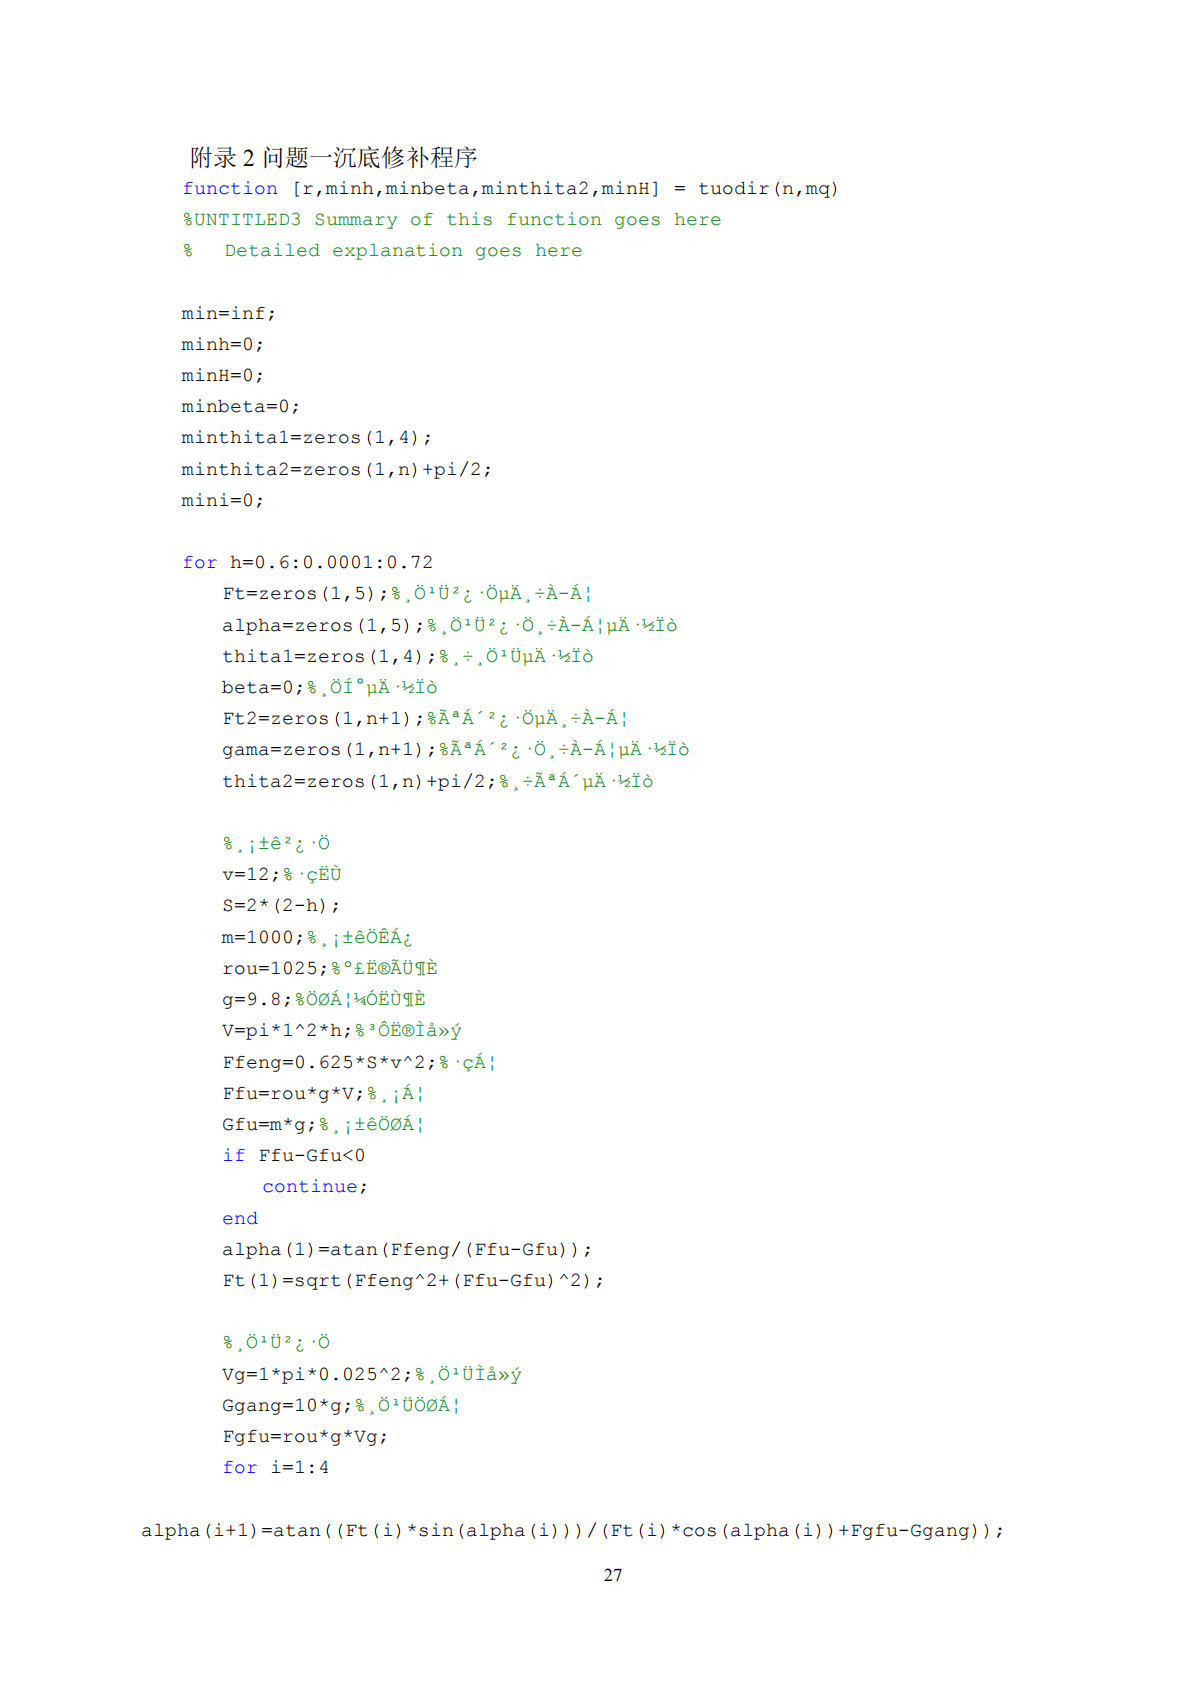 附录 2 问题一沉底修补程序
function [r,minh,minbeta,minthita2,minH] = tuodir(n,mq)
%UNTITLED3 Summary of this function goes here
%   Detailed explanation goes here
min=inf;
minh=0;
minH=0;
minbeta=0;
minthita1=zeros(1,4);
minthita2=zeros(1,n)+pi/2;
mini=0;
for h=0.6:0.0001:0.72
Ft=zeros(1,5);%¸Ö¹Ü²¿·ÖµÄ¸÷À-Á¦
alpha=zeros(1,5);%¸Ö¹Ü²¿·Ö¸÷À-Á¦µÄ·½Ïò
thita1=zeros(1,4);%¸÷¸Ö¹ÜµÄ·½Ïò
beta=0;%¸ÖÍ°µÄ·½Ïò
Ft2=zeros(1,n+1);%ÃªÁ´²¿·ÖµÄ¸÷À-Á¦
gama=zeros(1,n+1);%ÃªÁ´²¿·Ö¸÷À-Á¦µÄ·½Ïò
thita2=zeros(1,n)+pi/2;%¸÷ÃªÁ´µÄ·½Ïò
%¸¡±ê²¿·Ö
v=12;%·çËÙ
S=2*(2-h);
m=1000;%¸¡±êÖÊÁ¿
rou=1025;%º£Ë®ÃÜ¶È
g=9.8;%ÖØÁ¦¼ÓËÙ¶È
V=pi*1^2*h;%³ÔË®Ìå»ý
Ffeng=0.625*S*v^2;%·çÁ¦
Ffu=rou*g*V;%¸¡Á¦
Gfu=m*g;%¸¡±êÖØÁ¦
if Ffu-Gfu<0
continue;
end
alpha(1)=atan(Ffeng/(Ffu-Gfu));
Ft(1)=sqrt(Ffeng^2+(Ffu-Gfu)^2);
%¸Ö¹Ü²¿·Ö
Vg=1*pi*0.025^2;%¸Ö¹ÜÌå»ý
Ggang=10*g;%¸Ö¹ÜÖØÁ¦
Fgfu=rou*g*Vg;
for i=1:4
alpha(i+1)=atan((Ft(i)*sin(alpha(i)))/(Ft(i)*cos(alpha(i))+Fgfu-Ggang));
27